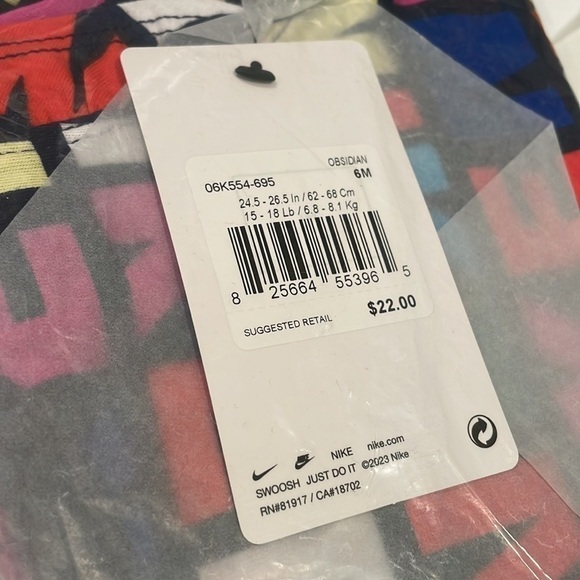 OBSIDIAN
06K554-695 6M
24.5 - 26.5 In / 62 - 68 Cm
15 - 18 Lb / 6.8 - 8.1 Kg
8 25664 55396 5
SUGGESTED RETAIL $22.00
NIKE nike.com
SWOOSH JUST DO IT ©2023 Nike
RN#81917 / CA#18702